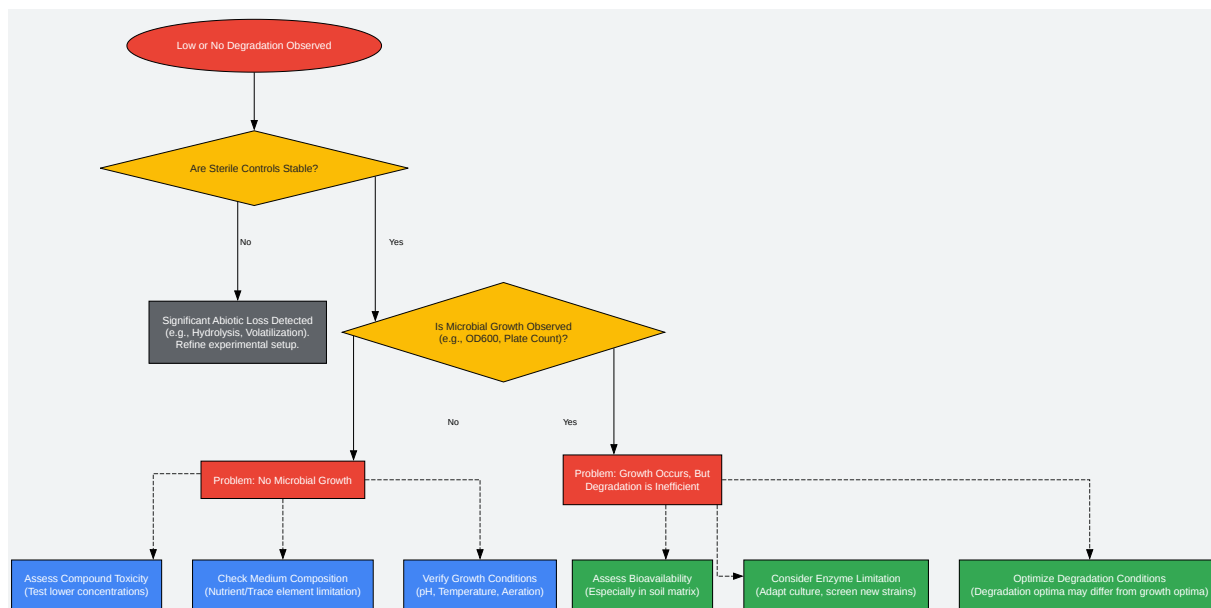 Low or No Degradation Observed
Are Sterile Controls Stable?
No
Yes
Significant Abiotic Loss Detected
(e.g., Hydrolysis, Volatilization).
Refine experimental setup.
Is Microbial Growth Observed
(e.g., OD600, Plate Count)?
No
Yes
Problem: No Microbial Growth
Problem: Growth Occurs, But
Degradation is Inefficient
Assess Compound Toxicity
(Test lower concentrations)
Check Medium Composition
(Nutrient/Trace element limitation)
Verify Growth Conditions
(pH, Temperature, Aeration)
Assess Bioavailability
(Especially in soil matrix)
Consider Enzyme Limitation
(Adapt culture, screen new strains)
Optimize Degradation Conditions
(Degradation optima may differ from growth optima)